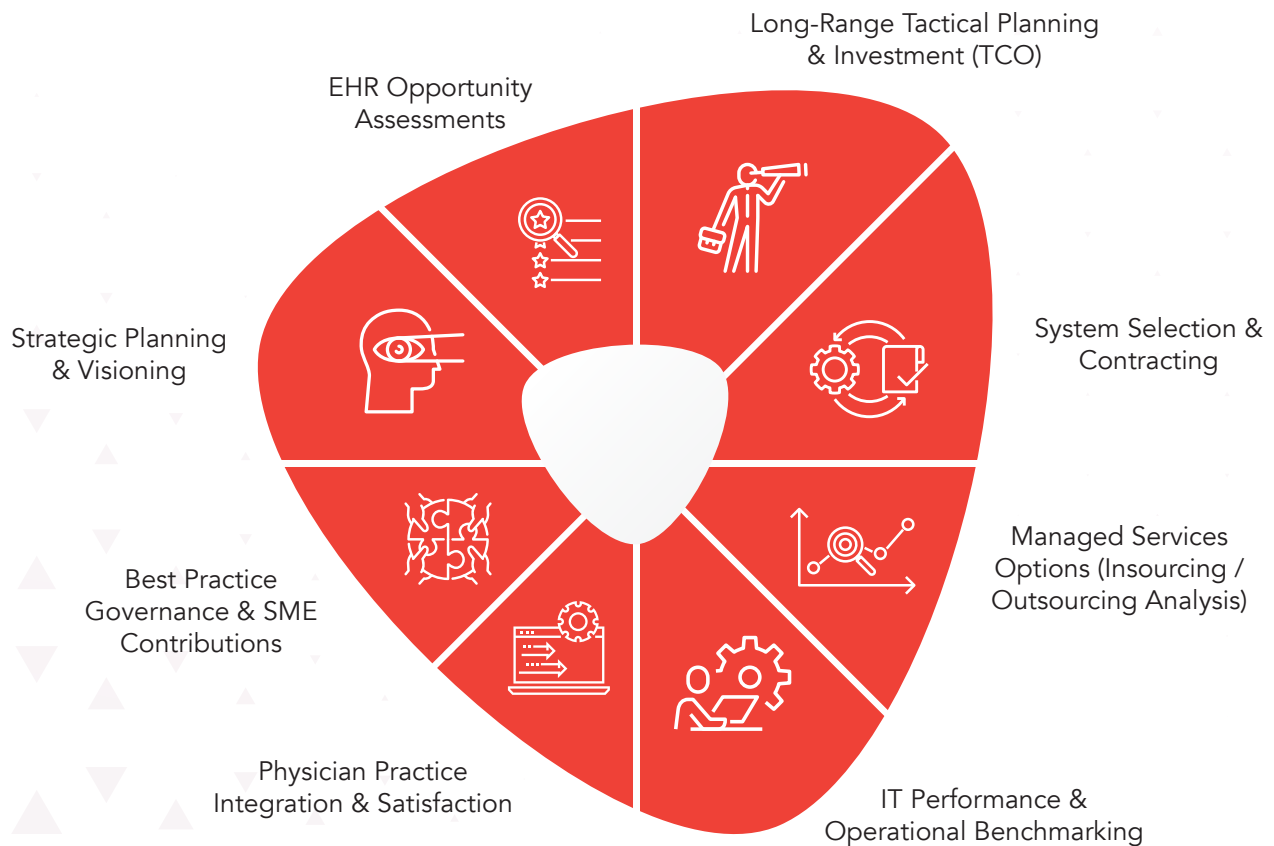 Long-Range Tactical Planning
& Investment (TCO)
EHR Opportunity
Assessments
Strategic Planning
& Visioning
System Selection &
Contracting
Managed Services
Options (Insourcing /
Outsourcing Analysis)
Best Practice
Governance & SME
Contributions
Physician Practice
Integration & Satisfaction
IT Performance &
Operational Benchmarking